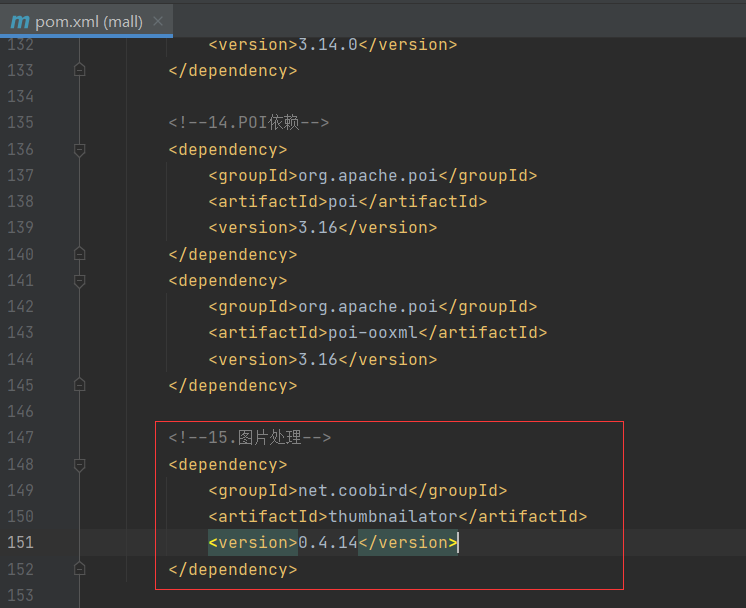 m pom.xml (mall) ×
132 <version>3.14.0</version>
133 </dependency>
134
135 <!--14.POI依赖-->
136 <dependency>
137 <groupId>org.apache.poi</groupId>
138 <artifactId>poi</artifactId>
139 <version>3.16</version>
140 </dependency>
141 <dependency>
142 <groupId>org.apache.poi</groupId>
143 <artifactId>poi-ooxml</artifactId>
144 <version>3.16</version>
145 </dependency>
146
147 <!--15.图片处理-->
148 <dependency>
149 <groupId>net.coobird</groupId>
150 <artifactId>thumbnailator</artifactId>
151 <version>0.4.14</version>
152 </dependency>
153